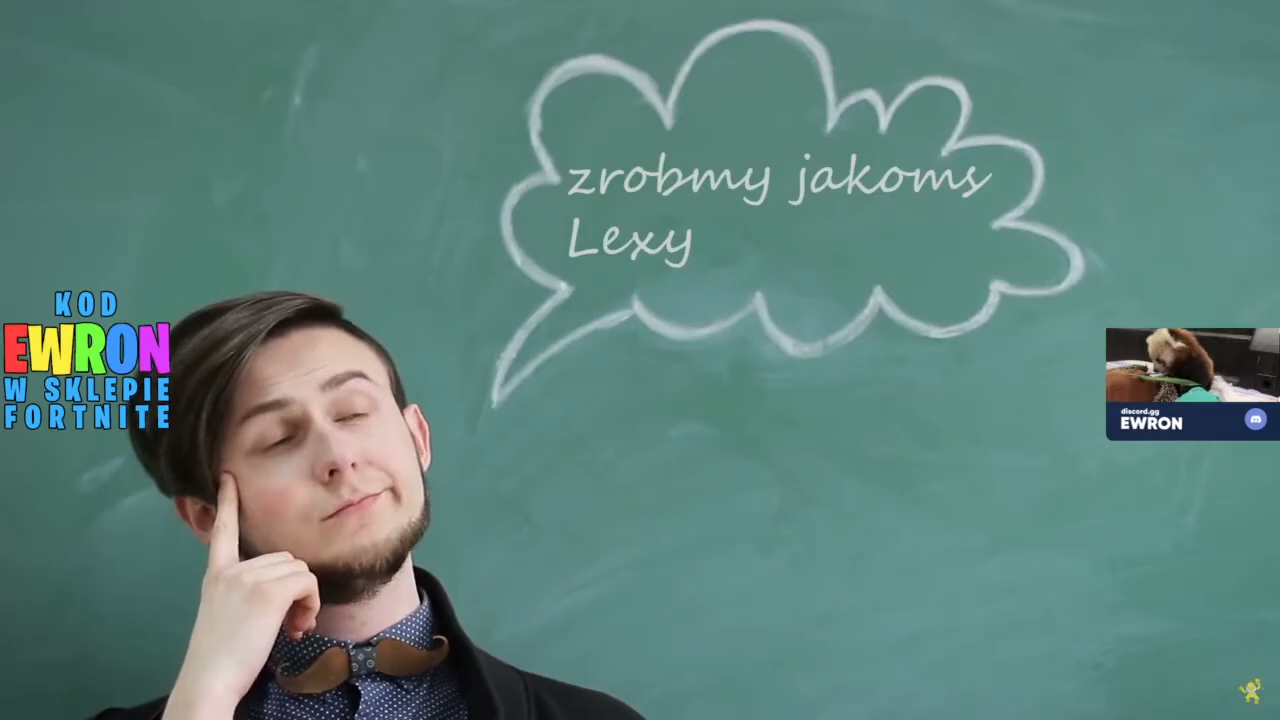 zrobmy jakoms
Lexy
KOD
EWRON
W SKLEPIE
FORTNITE
discord.gg
EWRON